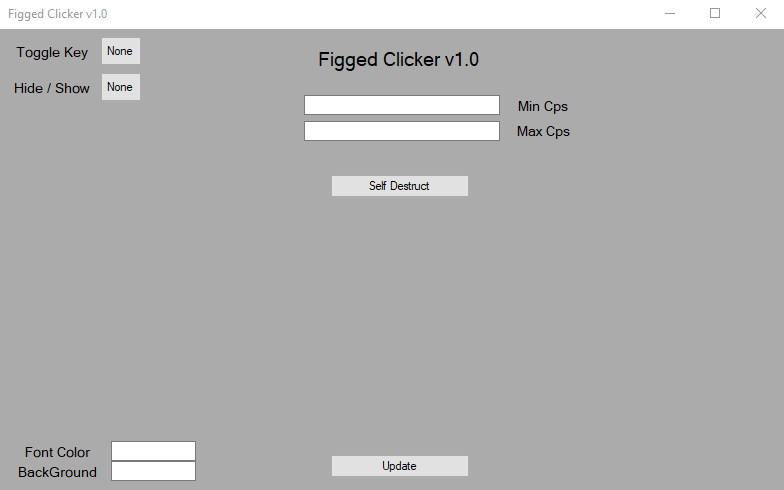 Figged Clicker v1.0
Toggle Key None
Figged Clicker v1.0
Hide / Show None
Min Cps
Max Cps
Self Destruct
Font Color
BackGround
Update